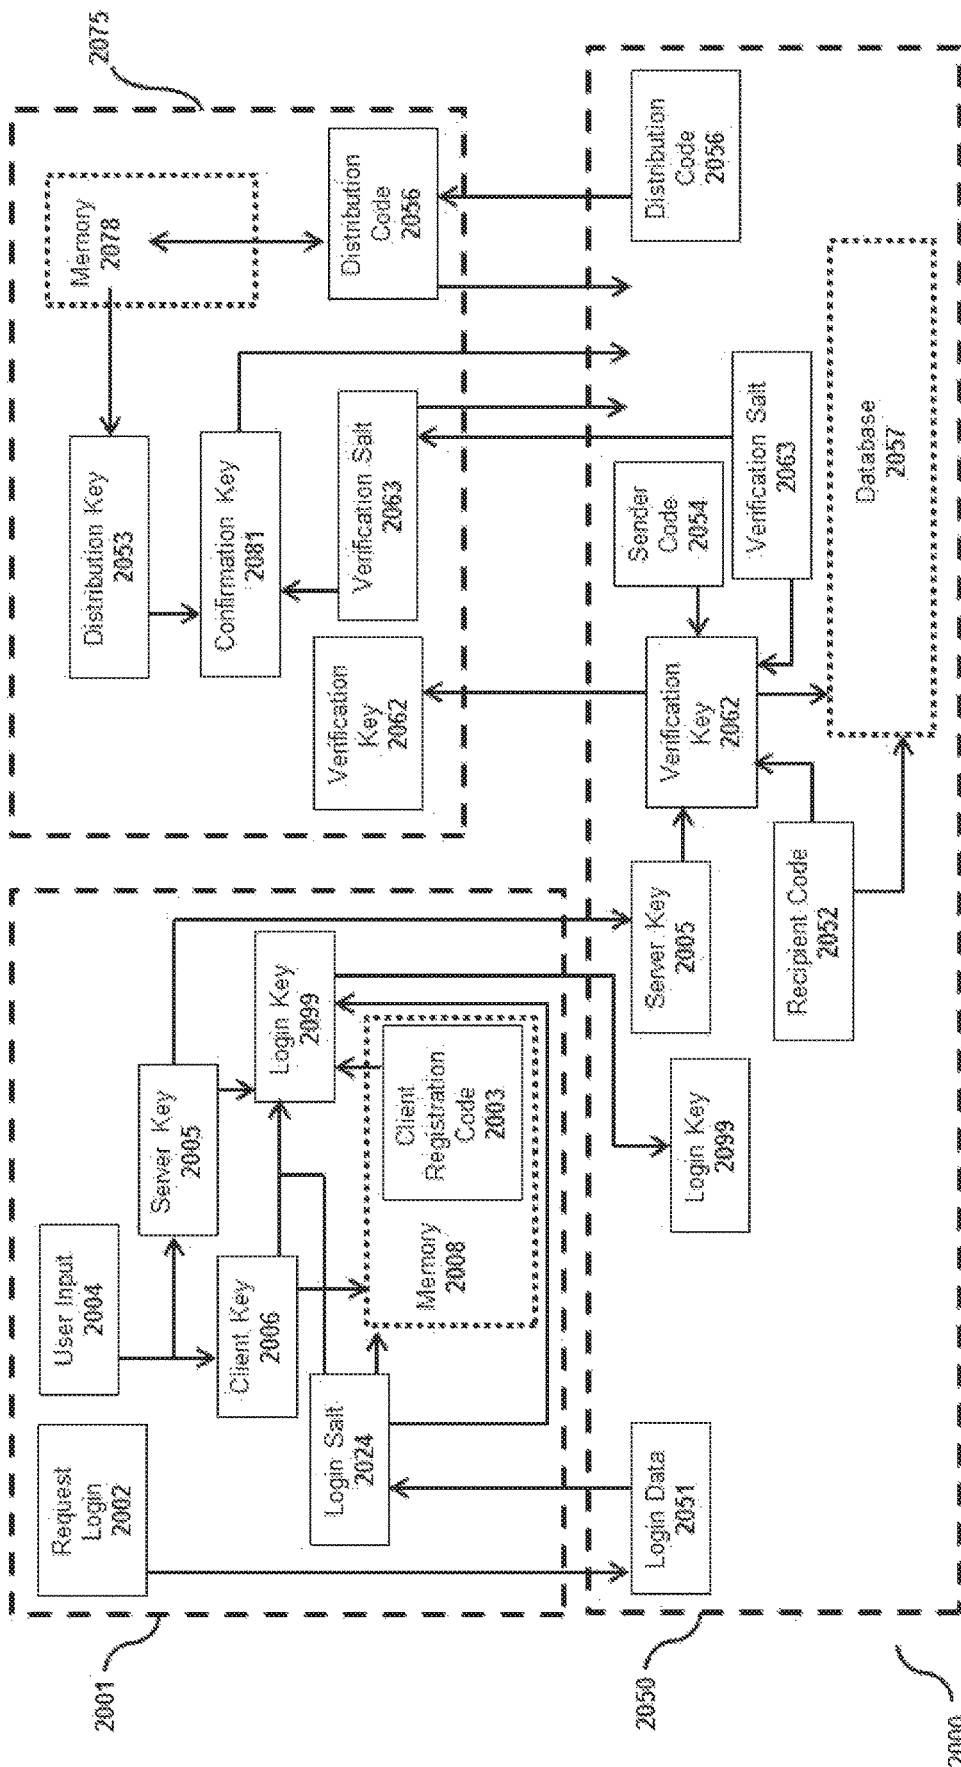 2001
Request
Login
2002
User Input
2004
Server Key
2005
Client Key
2006
Login Key
2099
Login Salt
2024
Memory
2008
Client
Registration
Code
2003
2075
Memory
2078
Distribution Key
2053
Confirmation Key
2081
Distribution
Code
2056
Verification
Key
2062
Verification Salt
2063
2050
Login Data
2051
Login Key
2099
Server Key
2005
Recipient Code
2052
Verification
Key
2062
Sender
Code
2054
Verification Salt
2063
Distribution
Code
2056
Database
2057
2000